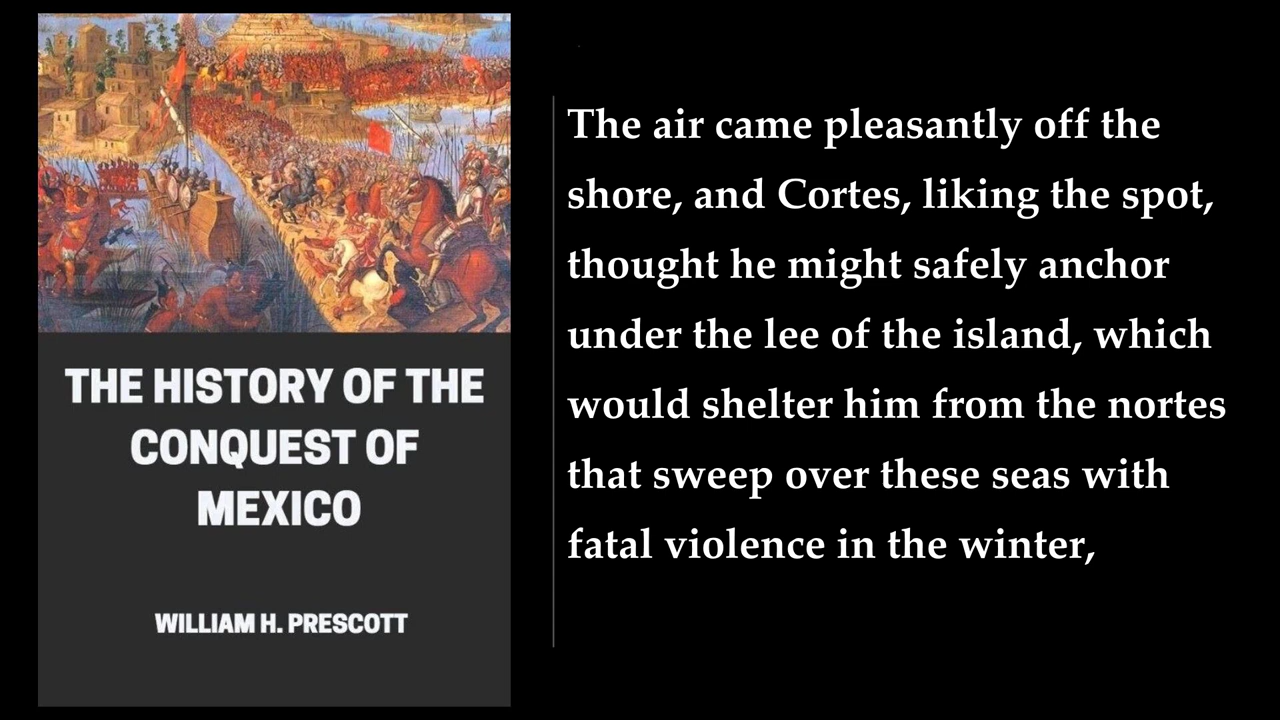 THE HISTORY OF THE
CONQUEST OF
MEXICO
WILLIAM H. PRESCOTT
The air came pleasantly off the
shore, and Cortes, liking the spot,
thought he might safely anchor
under the lee of the island, which
would shelter him from the nortes
that sweep over these seas with
fatal violence in the winter,